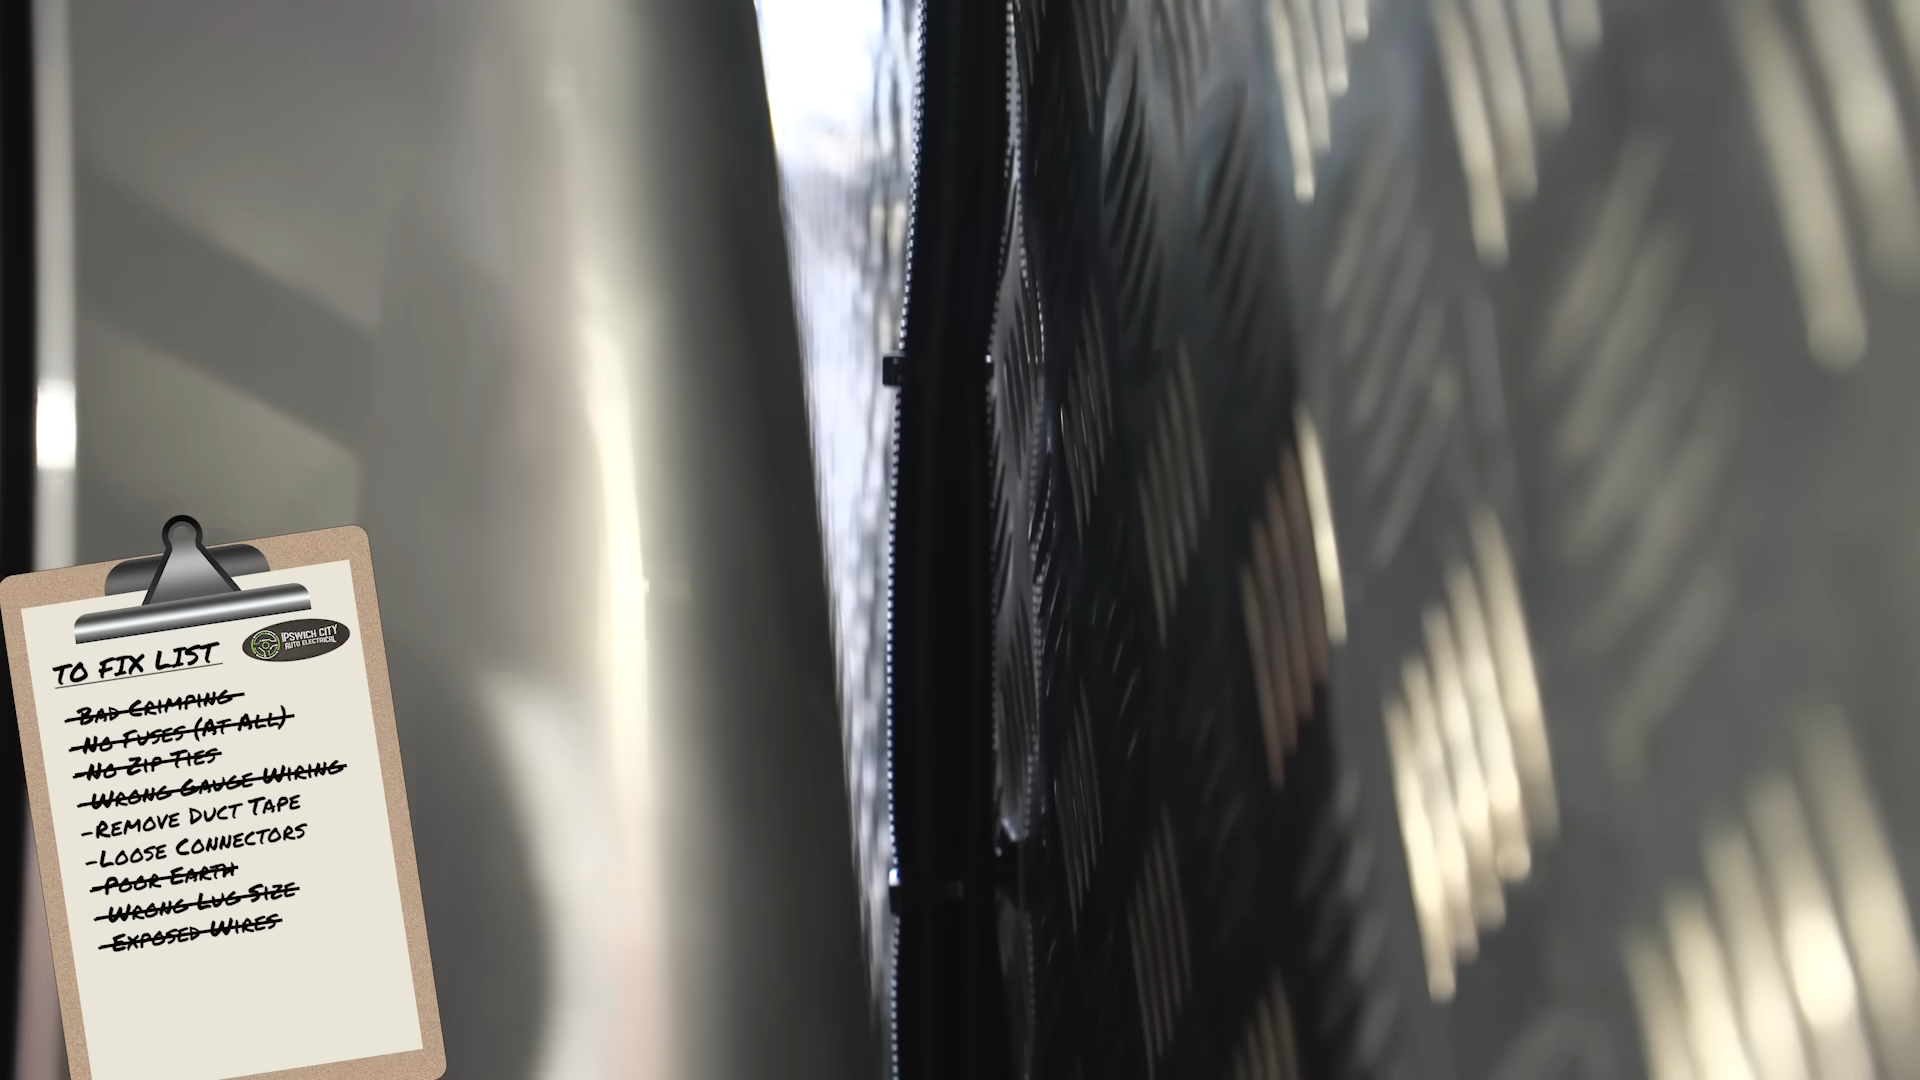 IPSWICH CITY
AUTO ELECTRICAL
TO FIX LIST
-BAD CRIMPING
-NO FUSES (AT ALL)
-NO ZIP TIES
-WRONG GAUGE WIRING
-REMOVE DUCT TAPE
-LOOSE CONNECTORS
-POOR EARTH
-WRONG LUG SIZE
-EXPOSED WIRES